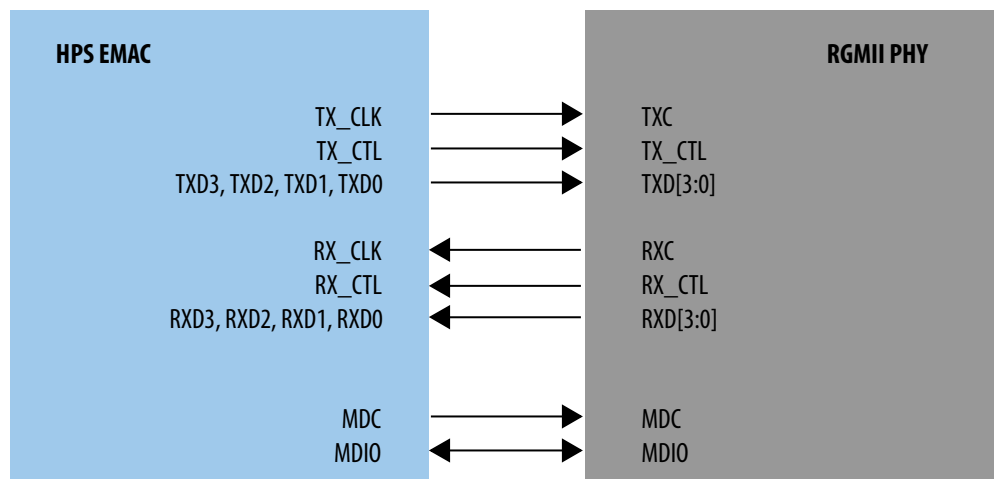 HPS EMAC RGMII PHY
TX_CLK TXC
TX_CTL TX_CTL
TXD3, TXD2, TXD1, TXD0 TXD[3:0]
RX_CLK RXC
RX_CTL RX_CTL
RXD3, RXD2, RXD1, RXD0 RXD[3:0]
MDC MDC
MDIO MDIO